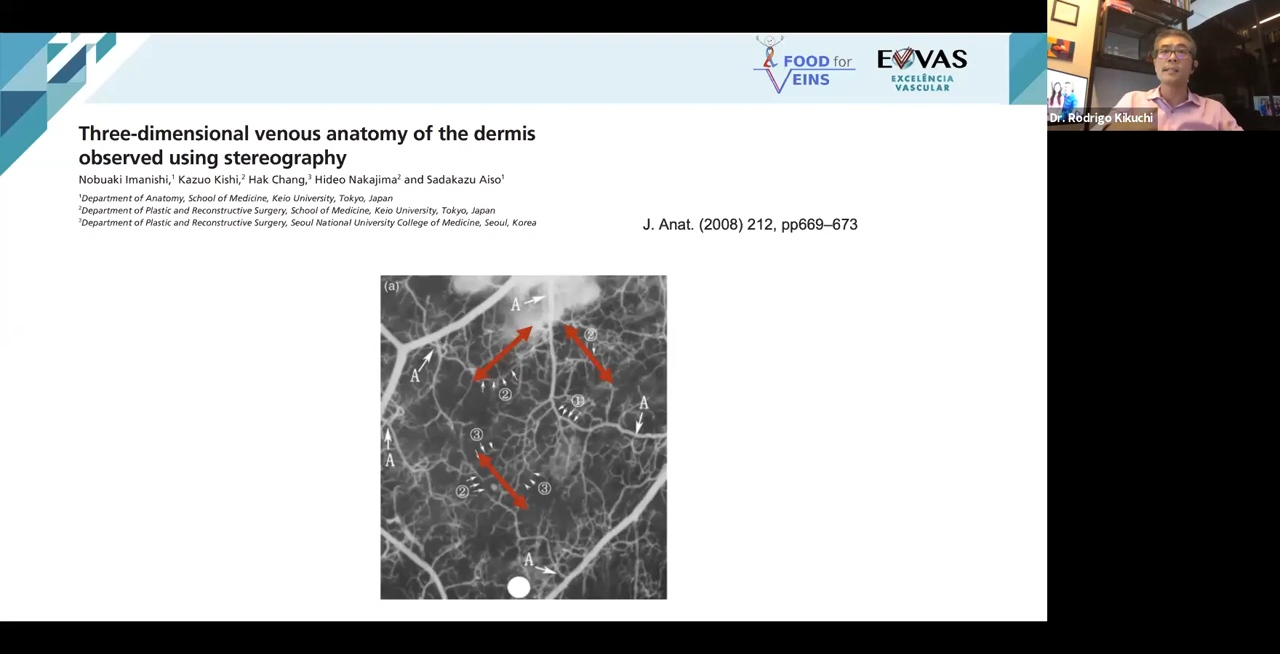 FOOD for
VEINS
EVVAS
EXCELÊNCIA
VASCULAR
Dr. Rodrigo Kikuchi
Three-dimensional venous anatomy of the dermis
observed using stereography
Nobuaki Imanishi,¹ Kazuo Kishi,² Hak Chang,³ Hideo Nakajima² and Sadakazu Aiso¹
¹Department of Anatomy, School of Medicine, Keio University, Tokyo, Japan
²Department of Plastic and Reconstructive Surgery, School of Medicine, Keio University, Tokyo, Japan
³Department of Plastic and Reconstructive Surgery, Seoul National University College of Medicine, Seoul, Korea
J. Anat. (2008) 212, pp669–673
(a)
A
②
A
②
①
A
③
A
②
③
A